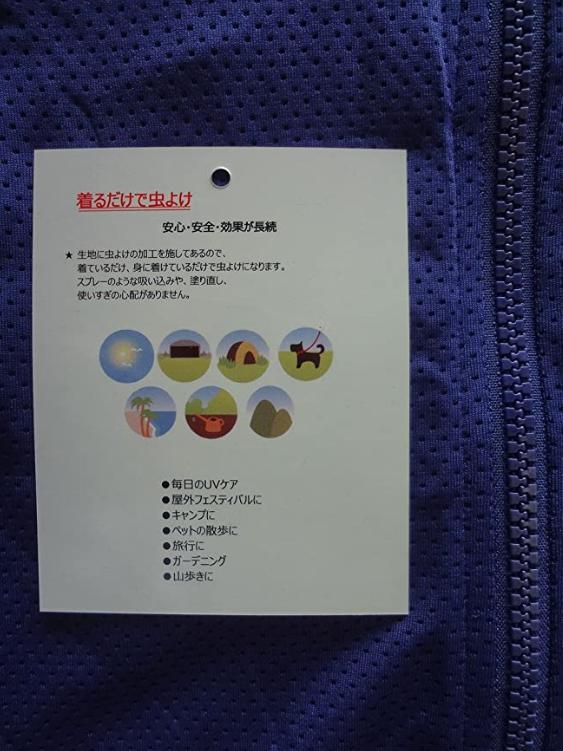 着るだけで虫よけ
安心・安全・効果が長続
★ 生地に虫よけの加工を施してあるので、
着ているだけ、身に着けているだけで虫よけになります。
スプレーのような吸い込みや、塗り直し、
使いすぎの心配がありません。
●毎日のUVケア
●屋外フェスティバルに
●キャンプに
●ペットの散歩に
●旅行に
●ガーデニング
●山歩きに